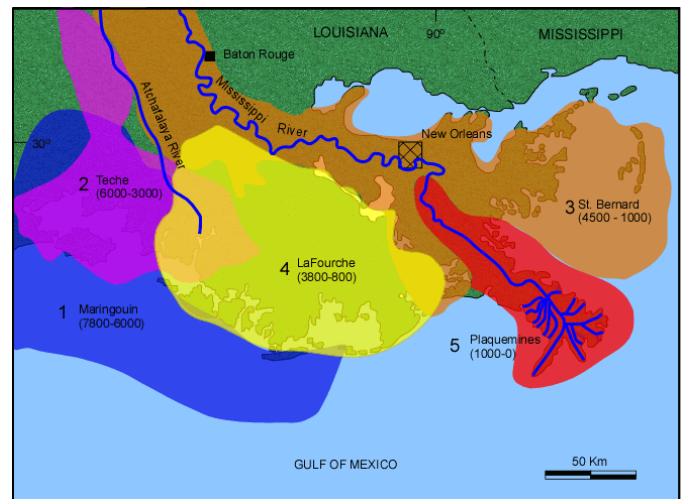 LOUISIANA
90°
MISSISSIPPI
Baton Rouge
Atchafalaya River
Mississippi
River
New Orleans
30°
2 Teche
(6000-3000)
3 St. Bernard
(4500 - 1000)
4 LaFourche
(3800-800)
1 Maringouin
(7800-6000)
5 Plaquemines
(1000-0)
GULF OF MEXICO
50 Km